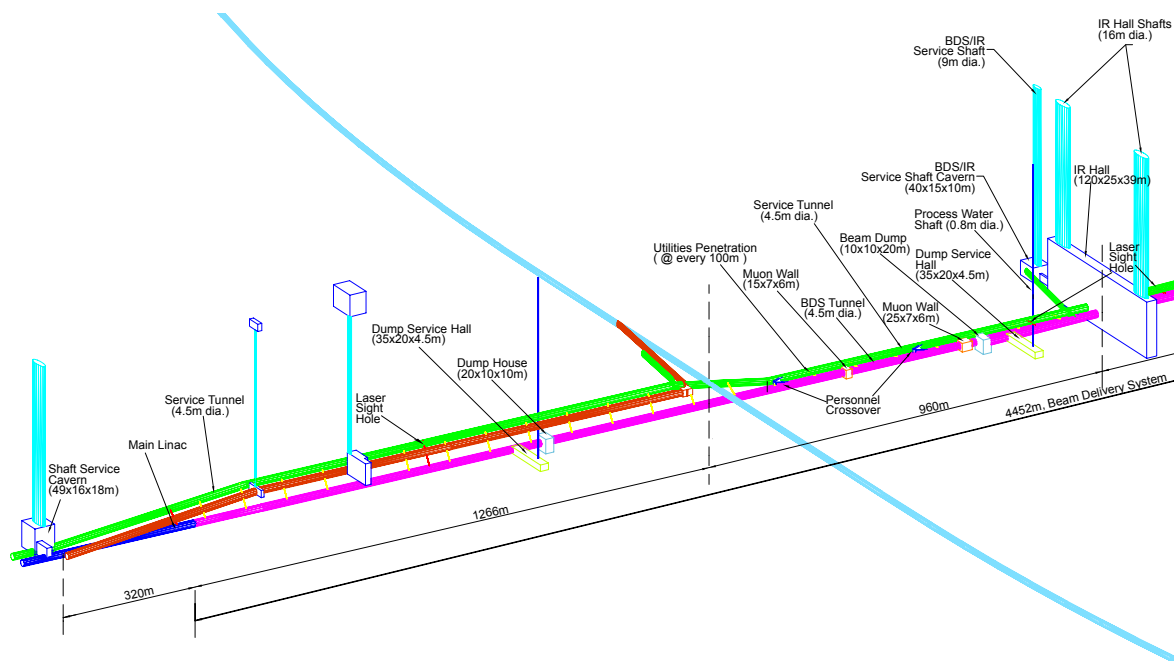 IR Hall Shafts
(16m dia.)
BDS/IR
Service Shaft
(9m dia.)
BDS/IR
Service Shaft Cavern
(40x15x10m)
IR Hall
(120x25x39m)
Process Water
Shaft (0.8m dia.)
Service Tunnel
(4.5m dia.)
Beam Dump
(10x10x20m)
Laser
Sight
Hole
Utilities Penetration
( @ every 100m )
Dump Service
Hall
(35x20x4.5m)
Muon Wall
(15x7x6m)
BDS Tunnel
(4.5m dia.)
Muon Wall
(25x7x6m)
Dump Service Hall
(35x20x4.5m)
Dump House
(20x10x10m)
Personnel
Crossover
Laser
Sight
Hole
Service Tunnel
(4.5m dia.)
Main Linac
Shaft Service
Cavern
(49x16x18m)
960m
4452m, Beam Delivery System
1266m
320m